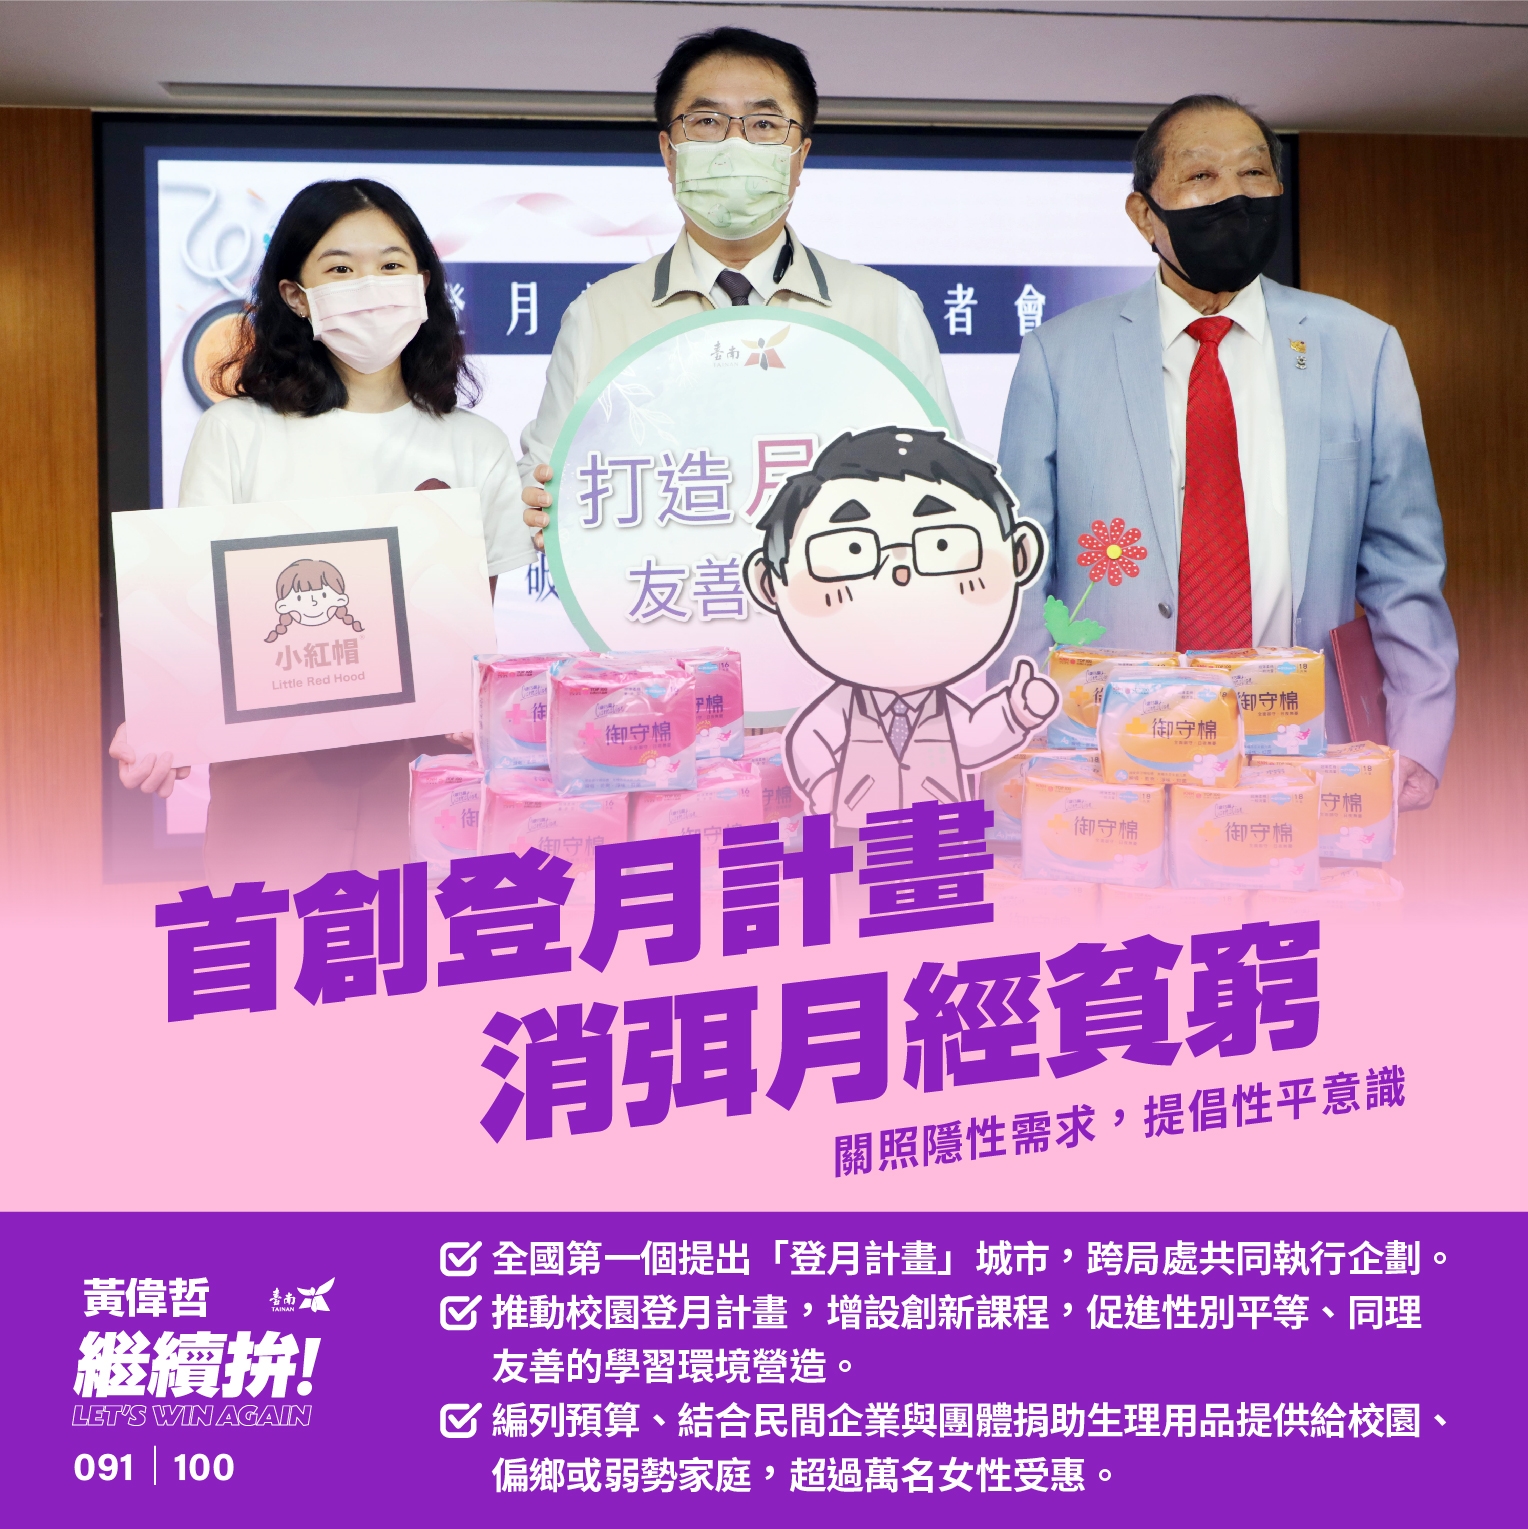 登月
者會
臺南
TAINAN
打造
友善
小紅帽
Little Red Hood
御守棉
御守棉
御守棉
御守棉
御守棉
首創登月計畫
消弭月經貧窮
關照隱性需求，提倡性平意識
黃偉哲
臺南
TAINAN
繼續拚!
LET'S WIN AGAIN
091 | 100
全國第一個提出「登月計畫」城市，跨局處共同執行企劃。
推動校園登月計畫，增設創新課程，促進性別平等、同理
友善的學習環境營造。
編列預算、結合民間企業與團體捐助生理用品提供給校園、
偏鄉或弱勢家庭，超過萬名女性受惠。